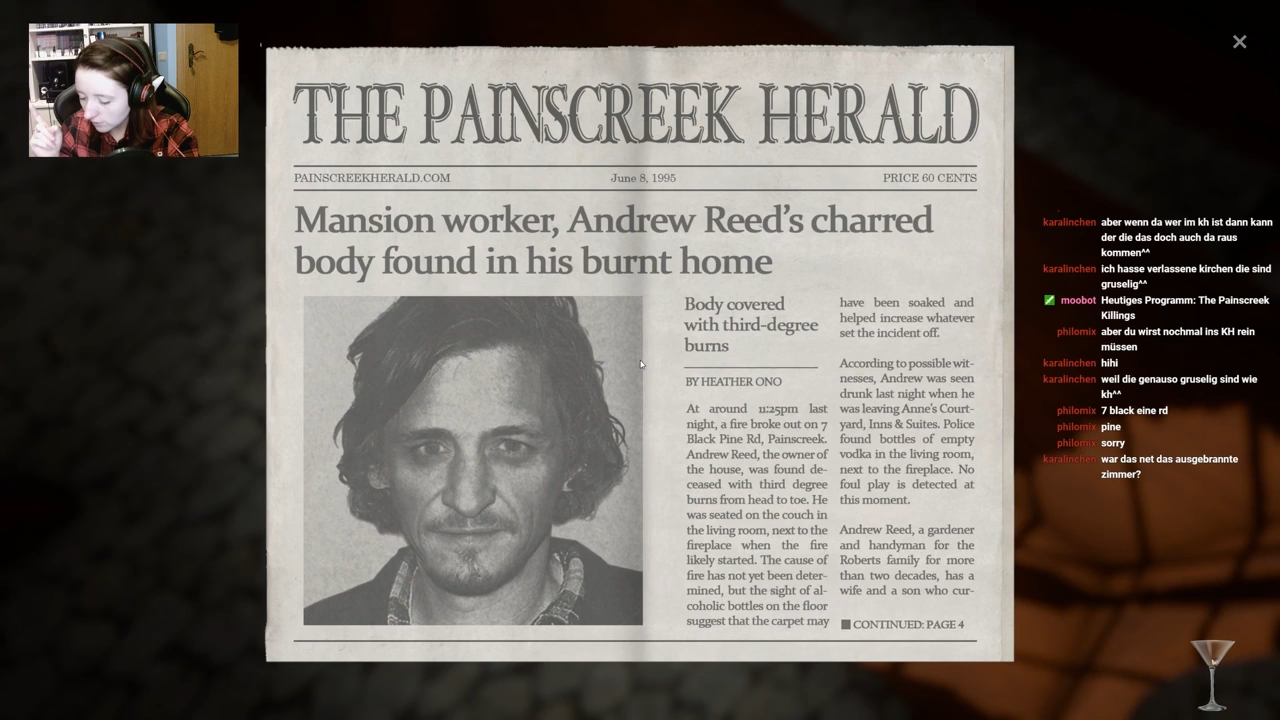 THE PAINSCREEK HERALD
PAINSCREEKHERALD.COM June 8, 1995 PRICE 60 CENTS
Mansion worker, Andrew Reed's charred
body found in his burnt home
Body covered
with third-degree
burns
BY HEATHER ONO
At around 11:25pm last
night, a fire broke out on 7
Black Pine Rd, Painscreek.
Andrew Reed, the owner of
the house, was found de-
ceased with third degree
burns from head to toe. He
was seated on the couch in
the living room, next to the
fireplace when the fire
likely started. The cause of
fire has not yet been deter-
mined, but the sight of al-
coholic bottles on the floor
suggest that the carpet may
have been soaked and
helped increase whatever
set the incident off.
According to possible wit-
nesses, Andrew was seen
drunk last night when he
was leaving Anne's Court-
yard, Inns & Suites. Police
found bottles of empty
vodka in the living room,
next to the fireplace. No
foul play is detected at
this moment.
Andrew Reed, a gardener
and handyman for the
Roberts family for more
than two decades, has a
wife and a son who cur-
CONTINUED: PAGE 4
karalinchen aber wenn da wer im kh ist dann kann
der die das doch auch da raus
kommen^^
karalinchen ich hasse verlassene kirchen die sind
gruselig^^
moobot Heutiges Programm: The Painscreek
Killings
philomix aber du wirst nochmal ins KH rein
müssen
karalinchen hihi
karalinchen weil die genauso gruselig sind wie
kh^^
philomix 7 black eine rd
philomix pine
philomix sorry
karalinchen war das net das ausgebrannte
zimmer?